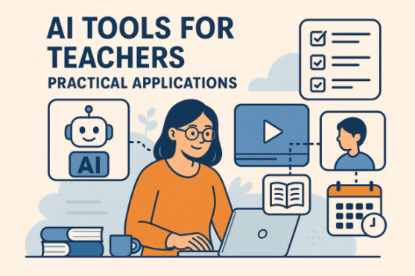 AI TOOLS FOR
TEACHERS
PRACTICAL APPLICATIONS
AI